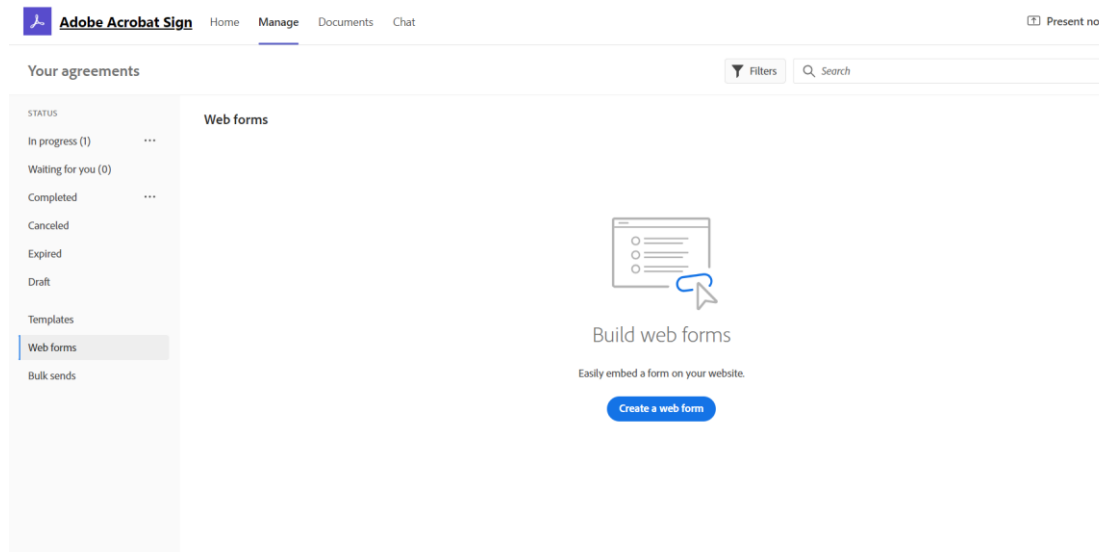 Adobe Acrobat Sign Home Manage Documents Chat Present no
Your agreements Filters Search
STATUS
Web forms
In progress (1) ...
Waiting for you (0)
Completed ...
Canceled
Expired
Draft
Templates
Web forms
Bulk sends
Build web forms
Easily embed a form on your website.
Create a web form